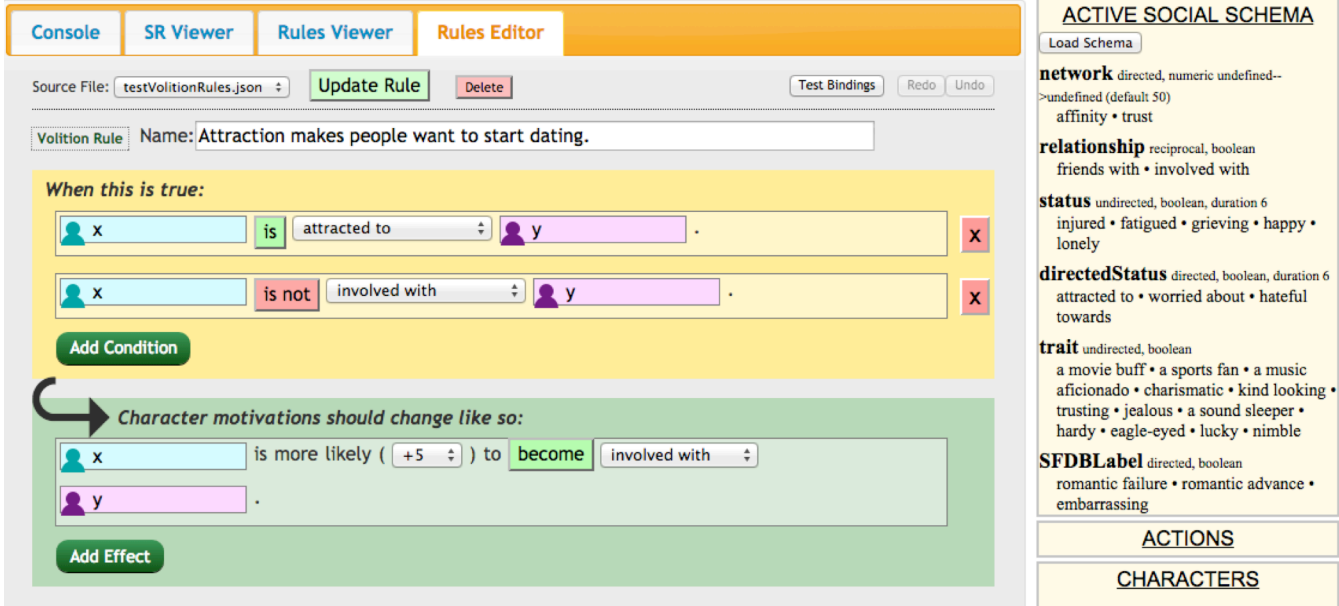 Console SR Viewer Rules Viewer Rules Editor
Source File: testVolitionRules.json Update Rule Delete Test Bindings Redo Undo
Volition Rule Name: Attraction makes people want to start dating.
When this is true:
x is attracted to y . X
x is not involved with y . X
Add Condition
Character motivations should change like so:
x is more likely ( +5 ) to become involved with
y .
Add Effect
ACTIVE SOCIAL SCHEMA
Load Schema
network directed, numeric undefined--
>undefined (default 50)
affinity • trust
relationship reciprocal, boolean
friends with • involved with
status undirected, boolean, duration 6
injured • fatigued • grieving • happy •
lonely
directedStatus directed, boolean, duration 6
attracted to • worried about • hateful
towards
trait undirected, boolean
a movie buff • a sports fan • a music
aficionado • charismatic • kind looking •
trusting • jealous • a sound sleeper •
hardy • eagle-eyed • lucky • nimble
SFDBLabel directed, boolean
romantic failure • romantic advance •
embarrassing
ACTIONS
CHARACTERS